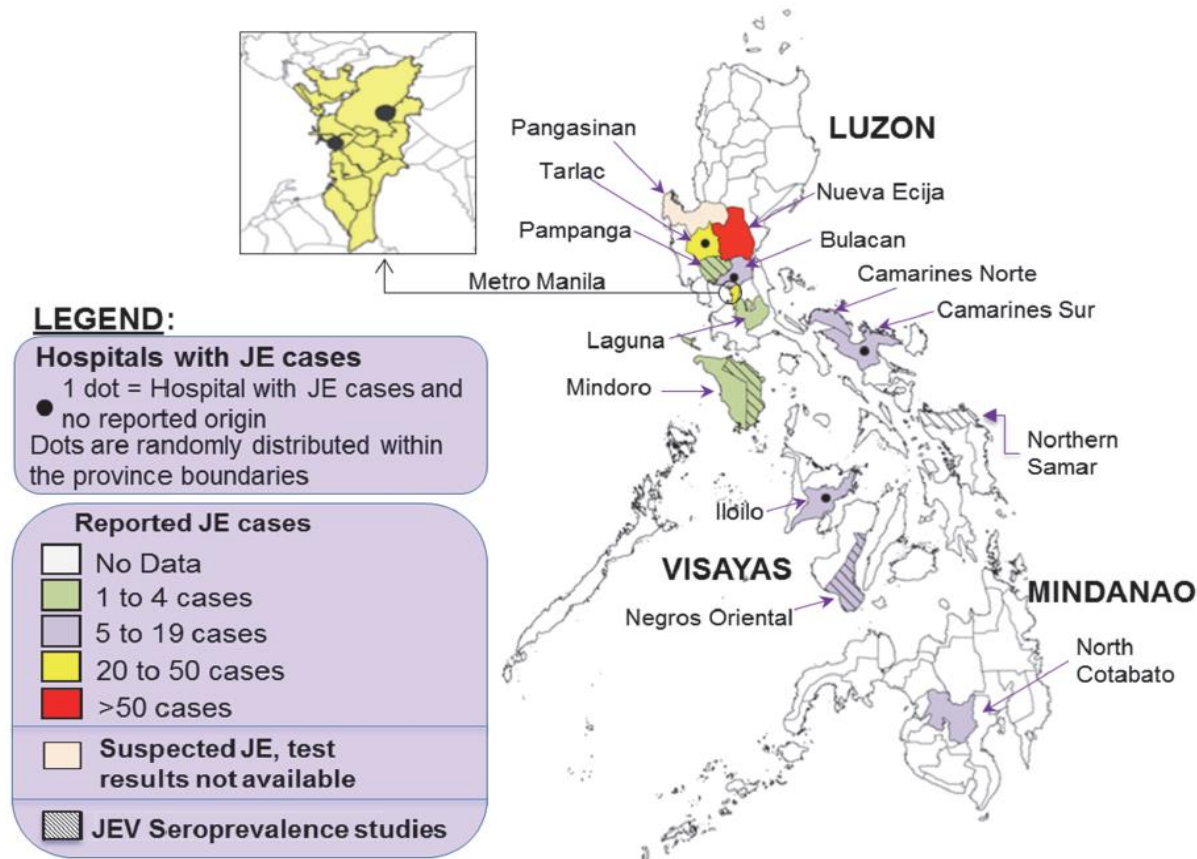 LUZON
Pangasinan
Tarlac
Nueva Ecija
Pampanga
Bulacan
Metro Manila
Camarines Norte
Camarines Sur
Laguna
Mindoro
Northern
Samar
Iloilo
VISAYAS
Negros Oriental
MINDANAO
North
Cotabato
LEGEND:
Hospitals with JE cases
1 dot = Hospital with JE cases and
no reported origin
Dots are randomly distributed within
the province boundaries
Reported JE cases
No Data
1 to 4 cases
5 to 19 cases
20 to 50 cases
>50 cases
Suspected JE, test
results not available
JEV Seroprevalence studies